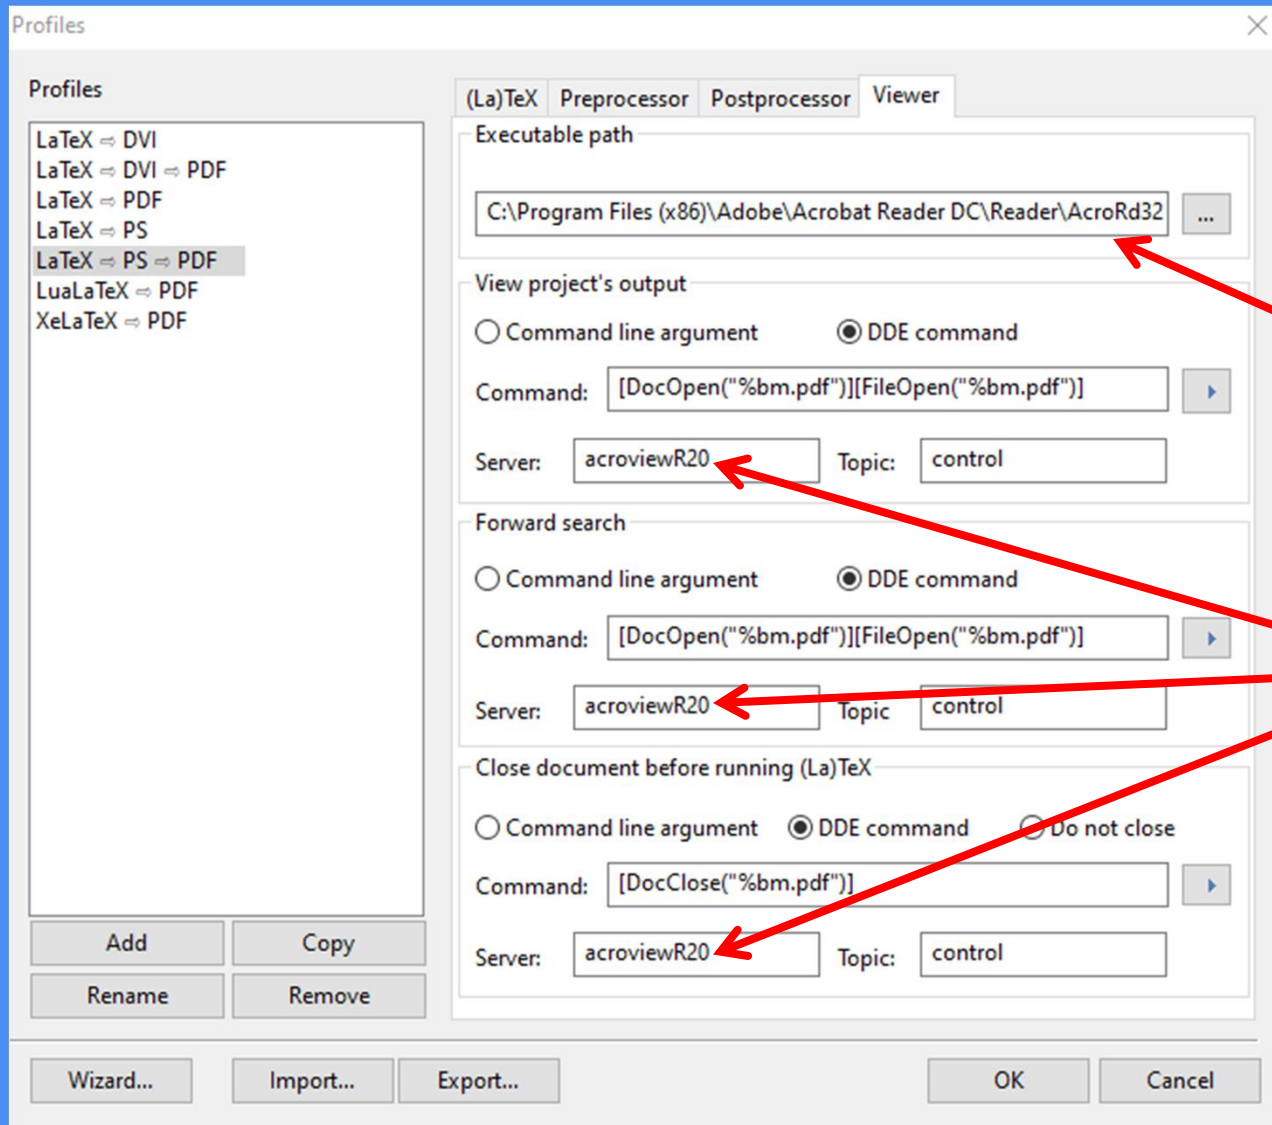 Profiles
Profiles
LaTeX ⇨ DVI
LaTeX ⇨ DVI ⇨ PDF
LaTeX ⇨ PDF
LaTeX ⇨ PS
LaTeX ⇨ PS ⇨ PDF
LuaLaTeX ⇨ PDF
XeLaTeX ⇨ PDF
Add Copy
Rename Remove
(La)TeX Preprocessor Postprocessor Viewer
Executable path
C:\Program Files (x86)\Adobe\Acrobat Reader DC\Reader\AcroRd32 ...
View project's output
Command line argument DDE command
Command: [DocOpen("%bm.pdf")][FileOpen("%bm.pdf")]
Server: acroviewR20 Topic: control
Forward search
Command line argument DDE command
Command: [DocOpen("%bm.pdf")][FileOpen("%bm.pdf")]
Server: acroviewR20 Topic control
Close document before running (La)TeX
Command line argument DDE command Do not close
Command: [DocClose("%bm.pdf")]
Server: acroviewR20 Topic: control
Wizard... Import... Export... OK Cancel